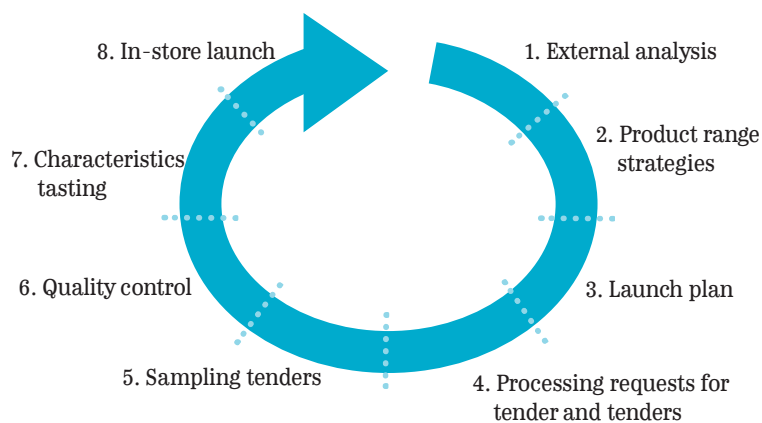 1. External analysis
2. Product range
strategies
3. Launch plan
4. Processing requests for
tender and tenders
5. Sampling tenders
6. Quality control
7. Characteristics
tasting
8. In-store launch